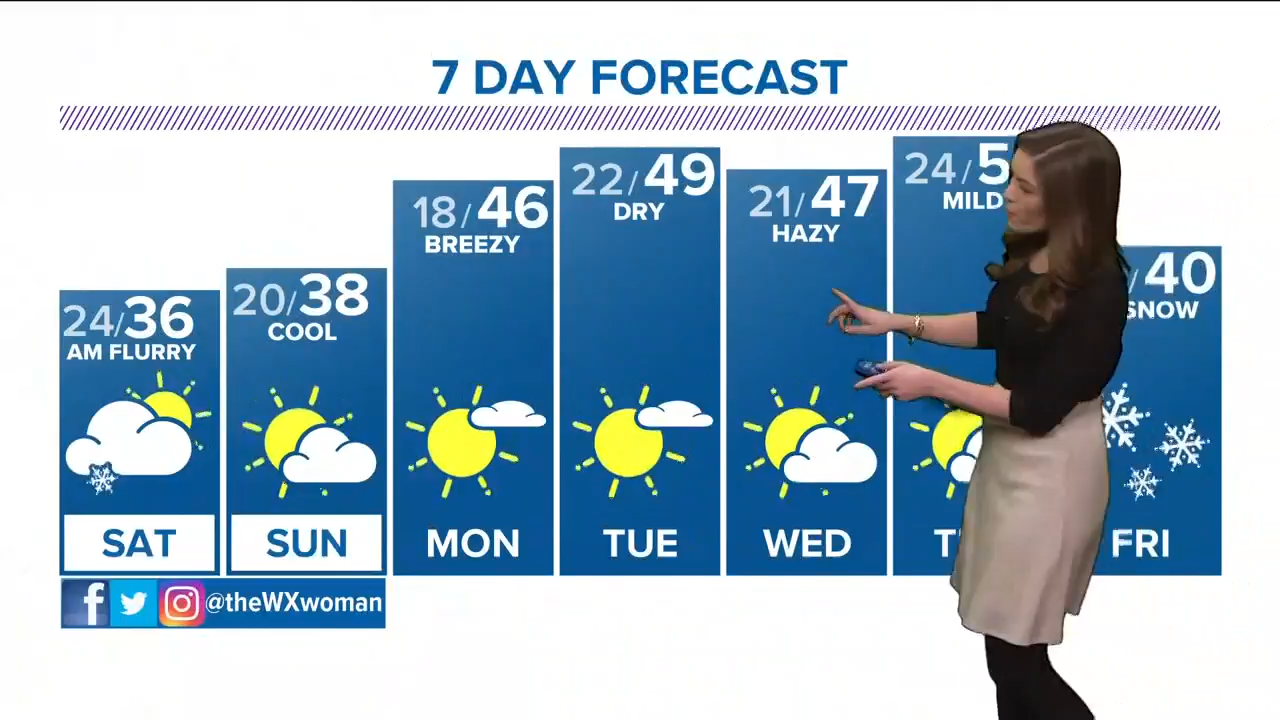 7 DAY FORECAST
24/36
AM FLURRY
SAT
20/38
COOL
SUN
18/46
BREEZY
MON
22/49
DRY
TUE
21/47
HAZY
WED
24/5
MILD
/40
SNOW
FRI
@theWXwoman